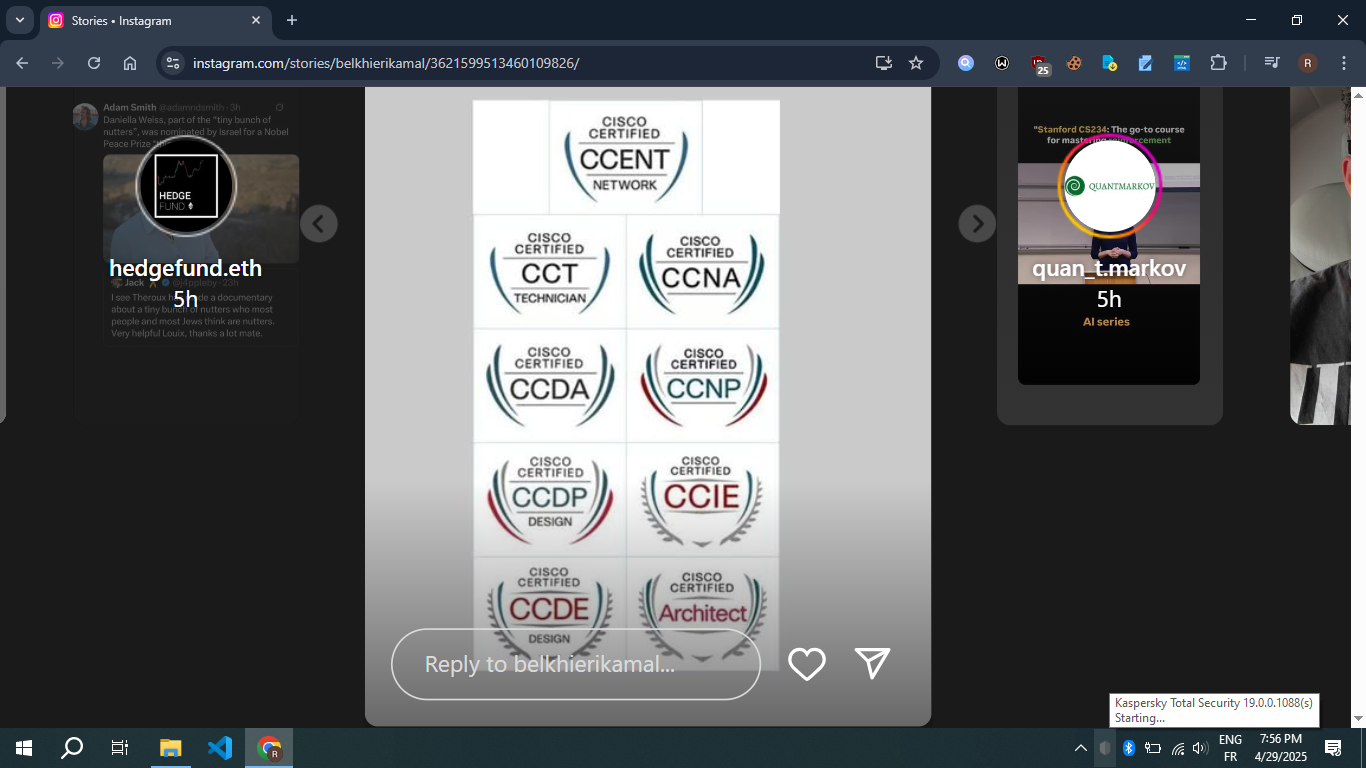 Stories • Instagram
instagram.com/stories/belkhierikamal/3621599513460109826/
25
R
Adam Smith @adamndsmith · 3h
Daniella Weiss, part of the "tiny bunch of
nutters", was nominated by Israel for a Nobel
Peace Prize
HEDGE
FUND
hedgefund.eth
5h
Jack
23h
I see Theroux
made a documentary
about a tiny bunch of nutters who most
people and most Jews think are nutters.
Very helpful Louix, thanks a lot mate.
CISCO
CERTIFIED
CCENT
NETWORK
CISCO
CERTIFIED
CCT
TECHNICIAN
CISCO
CERTIFIED
CCNA
CISCO
CERTIFIED
CCDA
CISCO
CERTIFIED
CCNP
CISCO
CERTIFIED
CCDP
DESIGN
CISCO
CERTIFIED
CCIE
CISCO
CERTIFIED
CCDE
DESIGN
CISCO
CERTIFIED
Architect
Reply to belkhierikamal...
"Stanford CS234: The go-to course
for mastering reinforcement
QUANTMARKOV
quan_t.markov
5h
AI series
Kaspersky Total Security 19.0.0.1088(s)
Starting...
R
ENG
FR
7:56 PM
4/29/2025